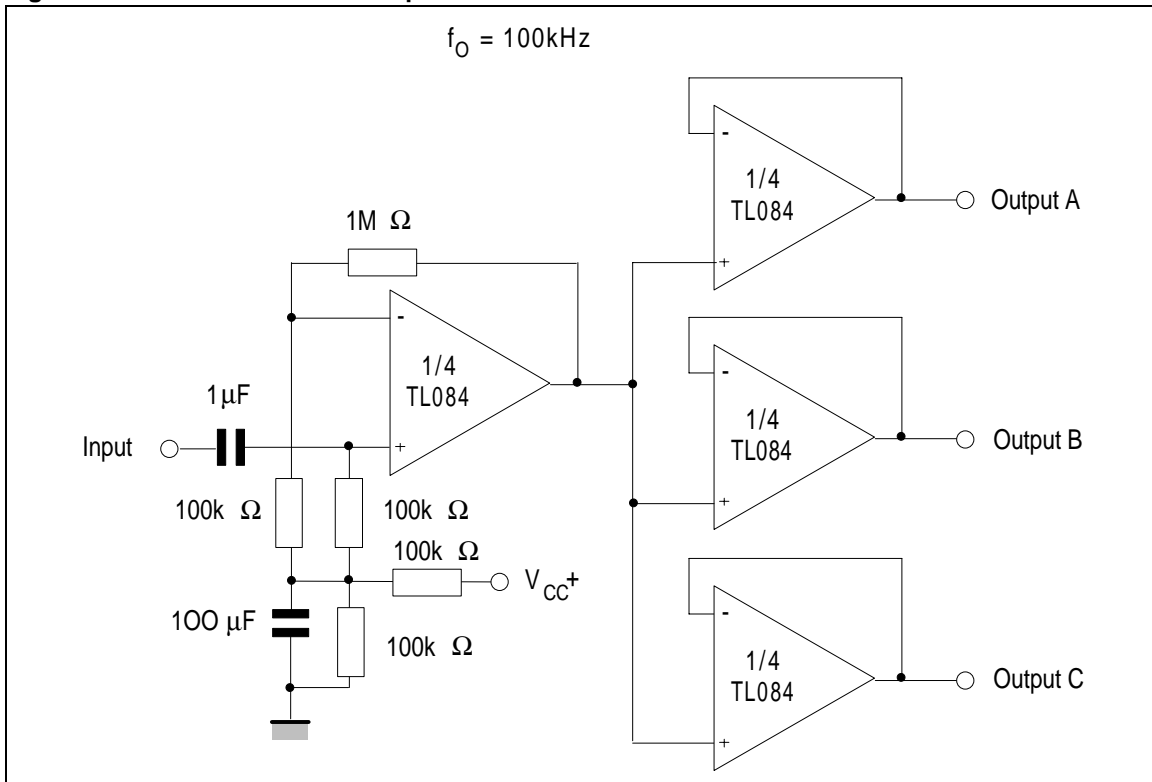 f_O = 100kHz
-
1/4
TL084
+
Output A
1M Ω
-
1/4
TL084
+
1µF
Input
-
1/4
TL084
+
Output B
100k Ω
100k Ω
100k Ω
V_CC+
100 µF
100k Ω
-
1/4
TL084
+
Output C